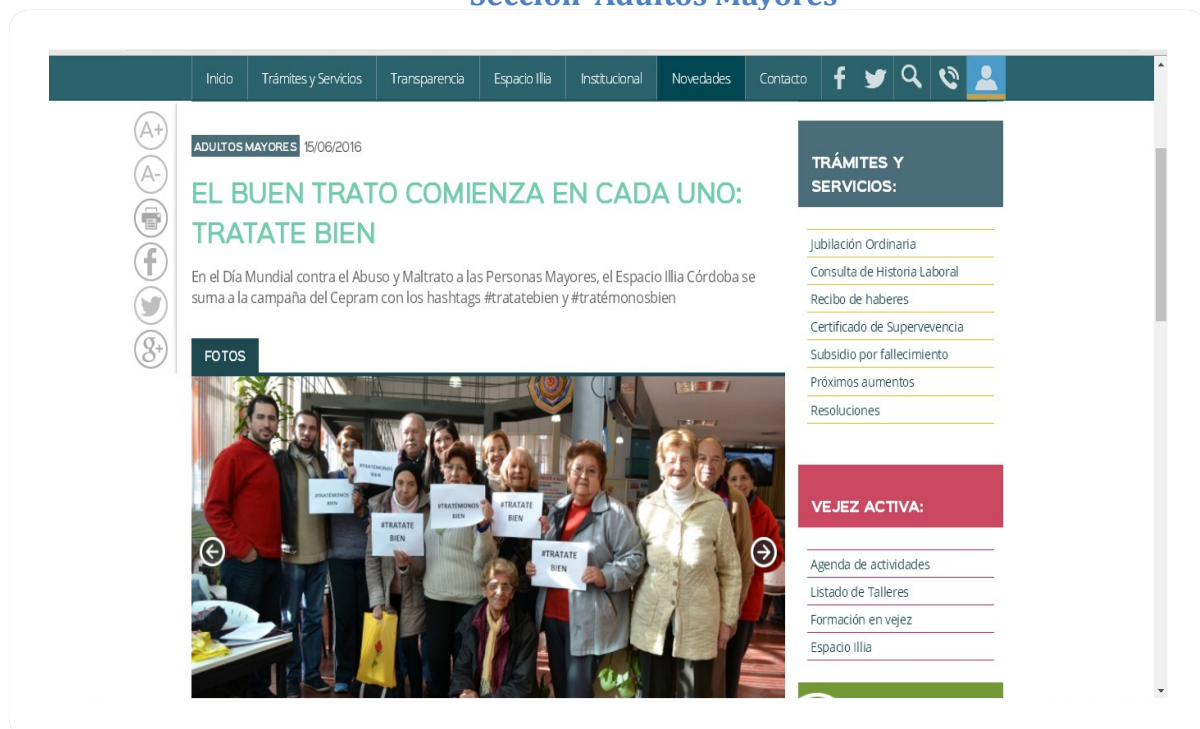 Sección Adultos Mayores
Inicio Trámites y Servicios Transparencia Espacio Illia Institucional Novedades Contacto
A+
A-
ADULTOS MAYORES 15/06/2016
EL BUEN TRATO COMIENZA EN CADA UNO:
TRATATE BIEN
En el Día Mundial contra el Abuso y Maltrato a las Personas Mayores, el Espacio Illia Córdoba se
suma a la campaña del Cepram con los hashtags #tratatebien y #tratémonosbien
FOTOS
#TRATÉMONOS
BIEN
#TRATÉMONOS
BIEN
#TRATATE
BIEN
#TRATÉMONOS
BIEN
#TRATATE
BIEN
#TRATATE
BIEN
TRÁMITES Y
SERVICIOS:
Jubilación Ordinaria
Consulta de Historia Laboral
Recibo de haberes
Certificado de Supervevencia
Subsidio por fallecimiento
Próximos aumentos
Resoluciones
VEJEZ ACTIVA:
Agenda de actividades
Listado de Talleres
Formación en vejez
Espacio Illia